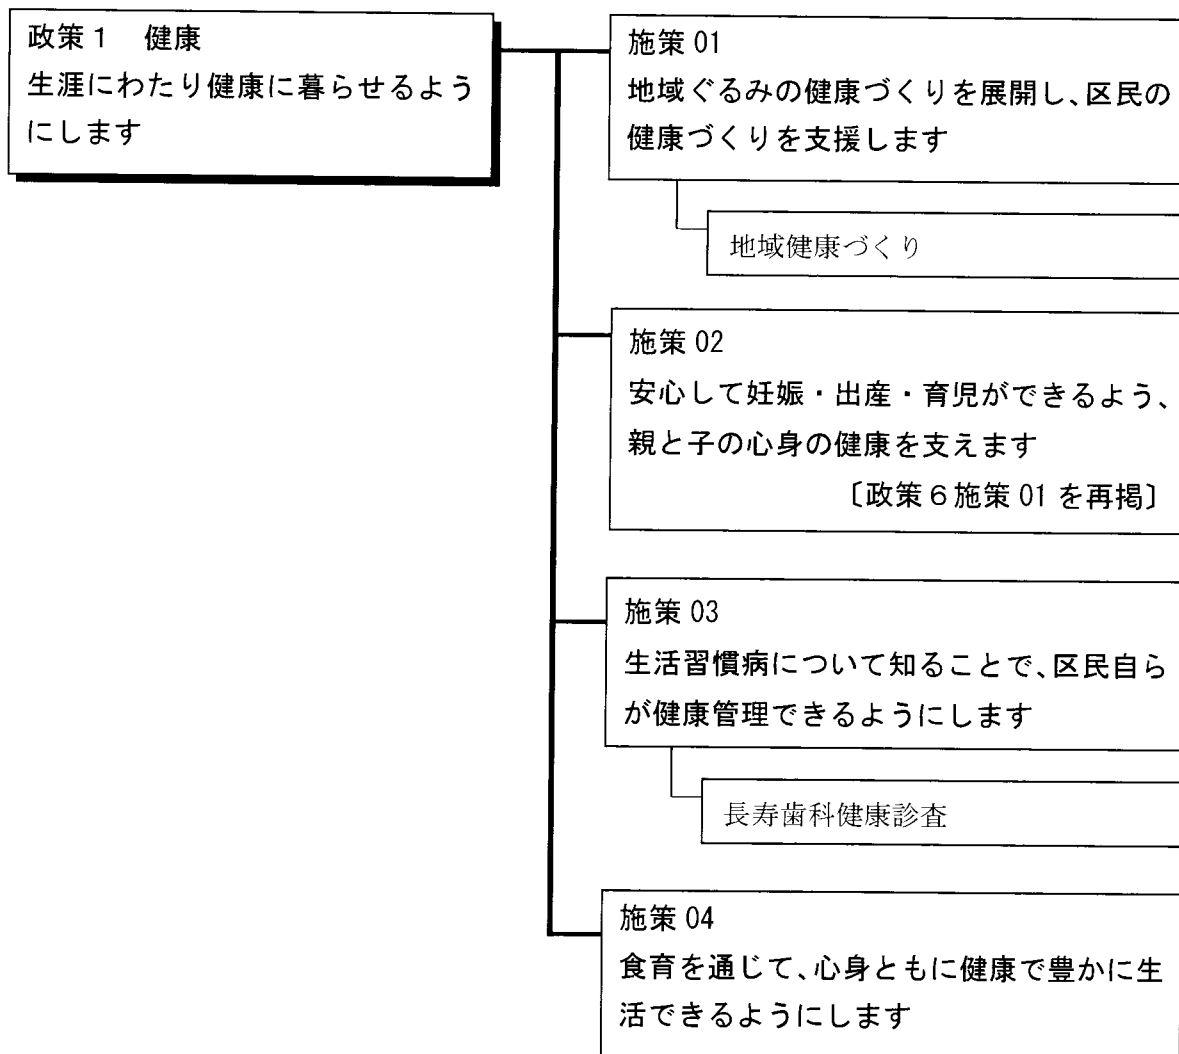 政策1　健康
生涯にわたり健康に暮らせるよう
にします
施策 01
地域ぐるみの健康づくりを展開し、区民の
健康づくりを支援します
地域健康づくり
施策 02
安心して妊娠・出産・育児ができるよう、
親と子の心身の健康を支えます
〔政策6施策 01 を再掲〕
施策 03
生活習慣病について知ることで、区民自ら
が健康管理できるようにします
長寿歯科健康診査
施策 04
食育を通じて、心身ともに健康で豊かに生
活できるようにします